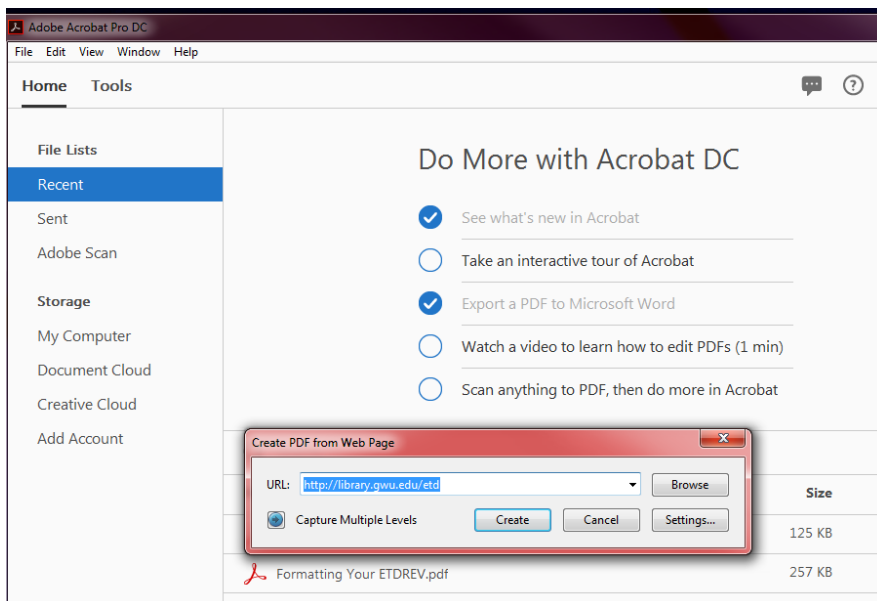 Adobe Acrobat Pro DC
File Edit View Window Help
Home Tools
File Lists
Recent
Sent
Adobe Scan
Storage
My Computer
Document Cloud
Creative Cloud
Add Account
Do More with Acrobat DC
See what's new in Acrobat
Take an interactive tour of Acrobat
Export a PDF to Microsoft Word
Watch a video to learn how to edit PDFs (1 min)
Scan anything to PDF, then do more in Acrobat
Create PDF from Web Page
URL: http://library.gwu.edu/etd Browse
Capture Multiple Levels Create Cancel Settings...
Size
125 KB
Formatting Your ETDREV.pdf 257 KB